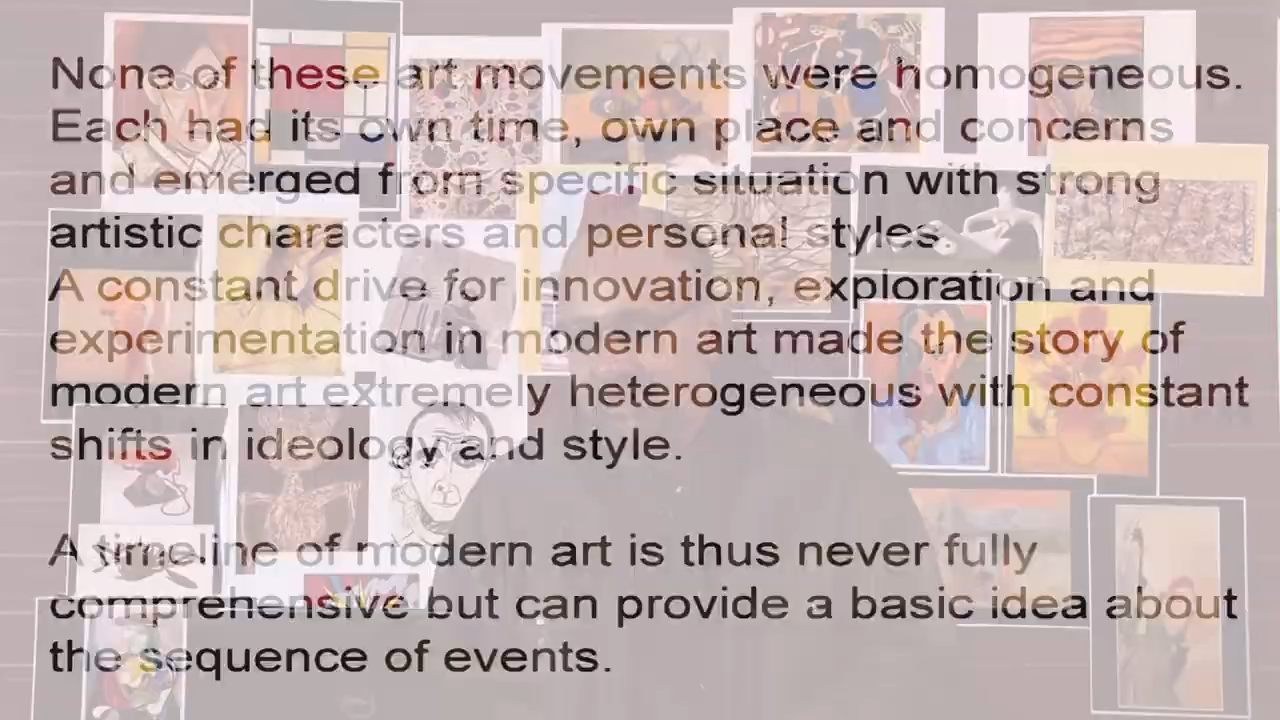 None of these art movements were homogeneous.
Each had its own time, own place and concerns
and emerged from specific situation with strong
artistic characters and personal styles.
A constant drive for innovation, exploration and
experimentation in modern art made the story of
modern art extremely heterogeneous with constant
shifts in ideology and style.
A timeline of modern art is thus never fully
comprehensive but can provide a basic idea about
the sequence of events.